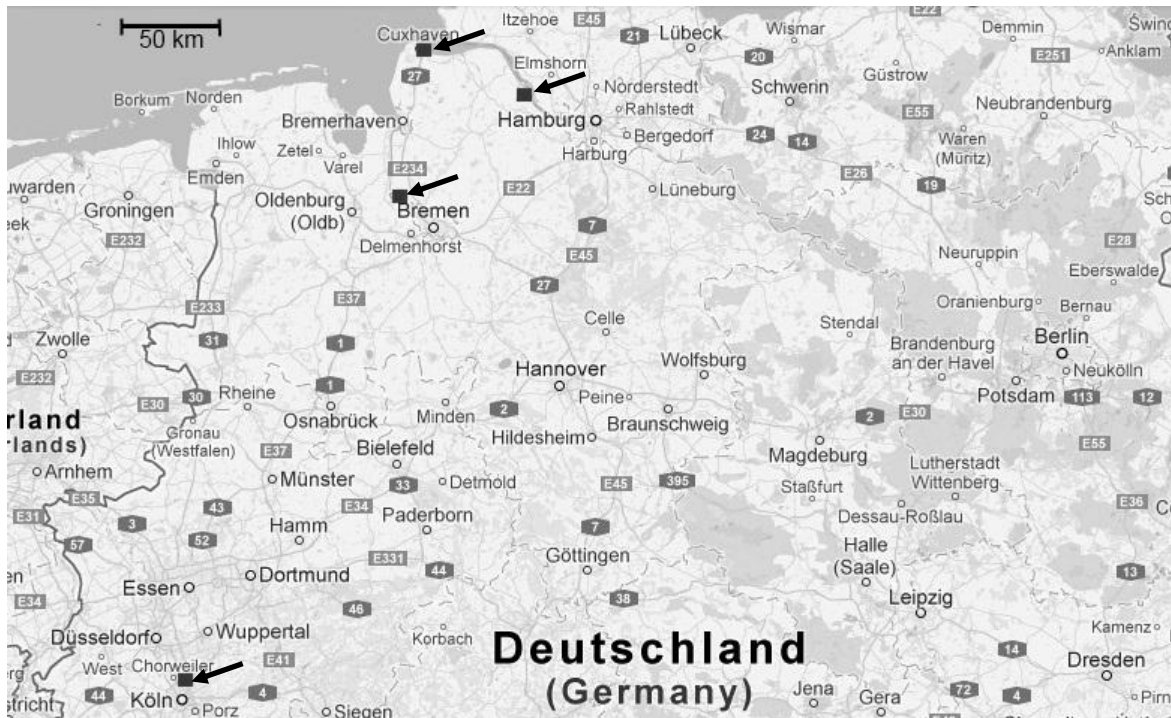 50 km
Cuxhaven
Itzehoe
E45
21
Lübeck
Wismar
E22
Demmin
E251
Anklam
27
Elmshorn
20
Güstrow
Borkum
Norden
Norderstedt
Schwerin
Rahlstedt
Neubrandenburg
E55
Bremerhaven
Hamburg
Bergedorf
24
14
Waren
(Müritz)
Ihlow
Zetel
Varel
Harburg
E234
E26
Emden
E22
Lüneburg
19
Groningen
Oldenburg
(Oldb)
Bremen
7
E232
Delmenhorst
E28
E45
Neuruppin
Eberswalde
27
E37
Oranienburg
Bernau
E233
Celle
Stendal
Zwolle
31
1
Brandenburg
an der Havel
Berlin
Hannover
Wolfsburg
Neukölln
E232
Rheine
1
Potsdam
Peine
30
E30
Osnabrück
Minden
2
Braunschweig
2
E30
113
12
rland
rlands)
Gronau
(Westfalen)
Hildesheim
E55
Bielefeld
Magdeburg
E37
Arnhem
Münster
33
Detmold
E45
395
Staßfurt
Lutherstadt
Wittenberg
E35
E36
43
E34
Dessau-Roßlau
E31
3
Hamm
Paderborn
7
57
52
Göttingen
Halle
(Saale)
E331
44
13
Essen
Dortmund
E34
46
38
Leipzig
Düsseldorf
Wuppertal
Korbach
Deutschland
Kamenz
14
West
Chorweiler
E41
Dresden
(Germany)
44
Köln
4
Jena
72
4
Porz
Siegen
Gera